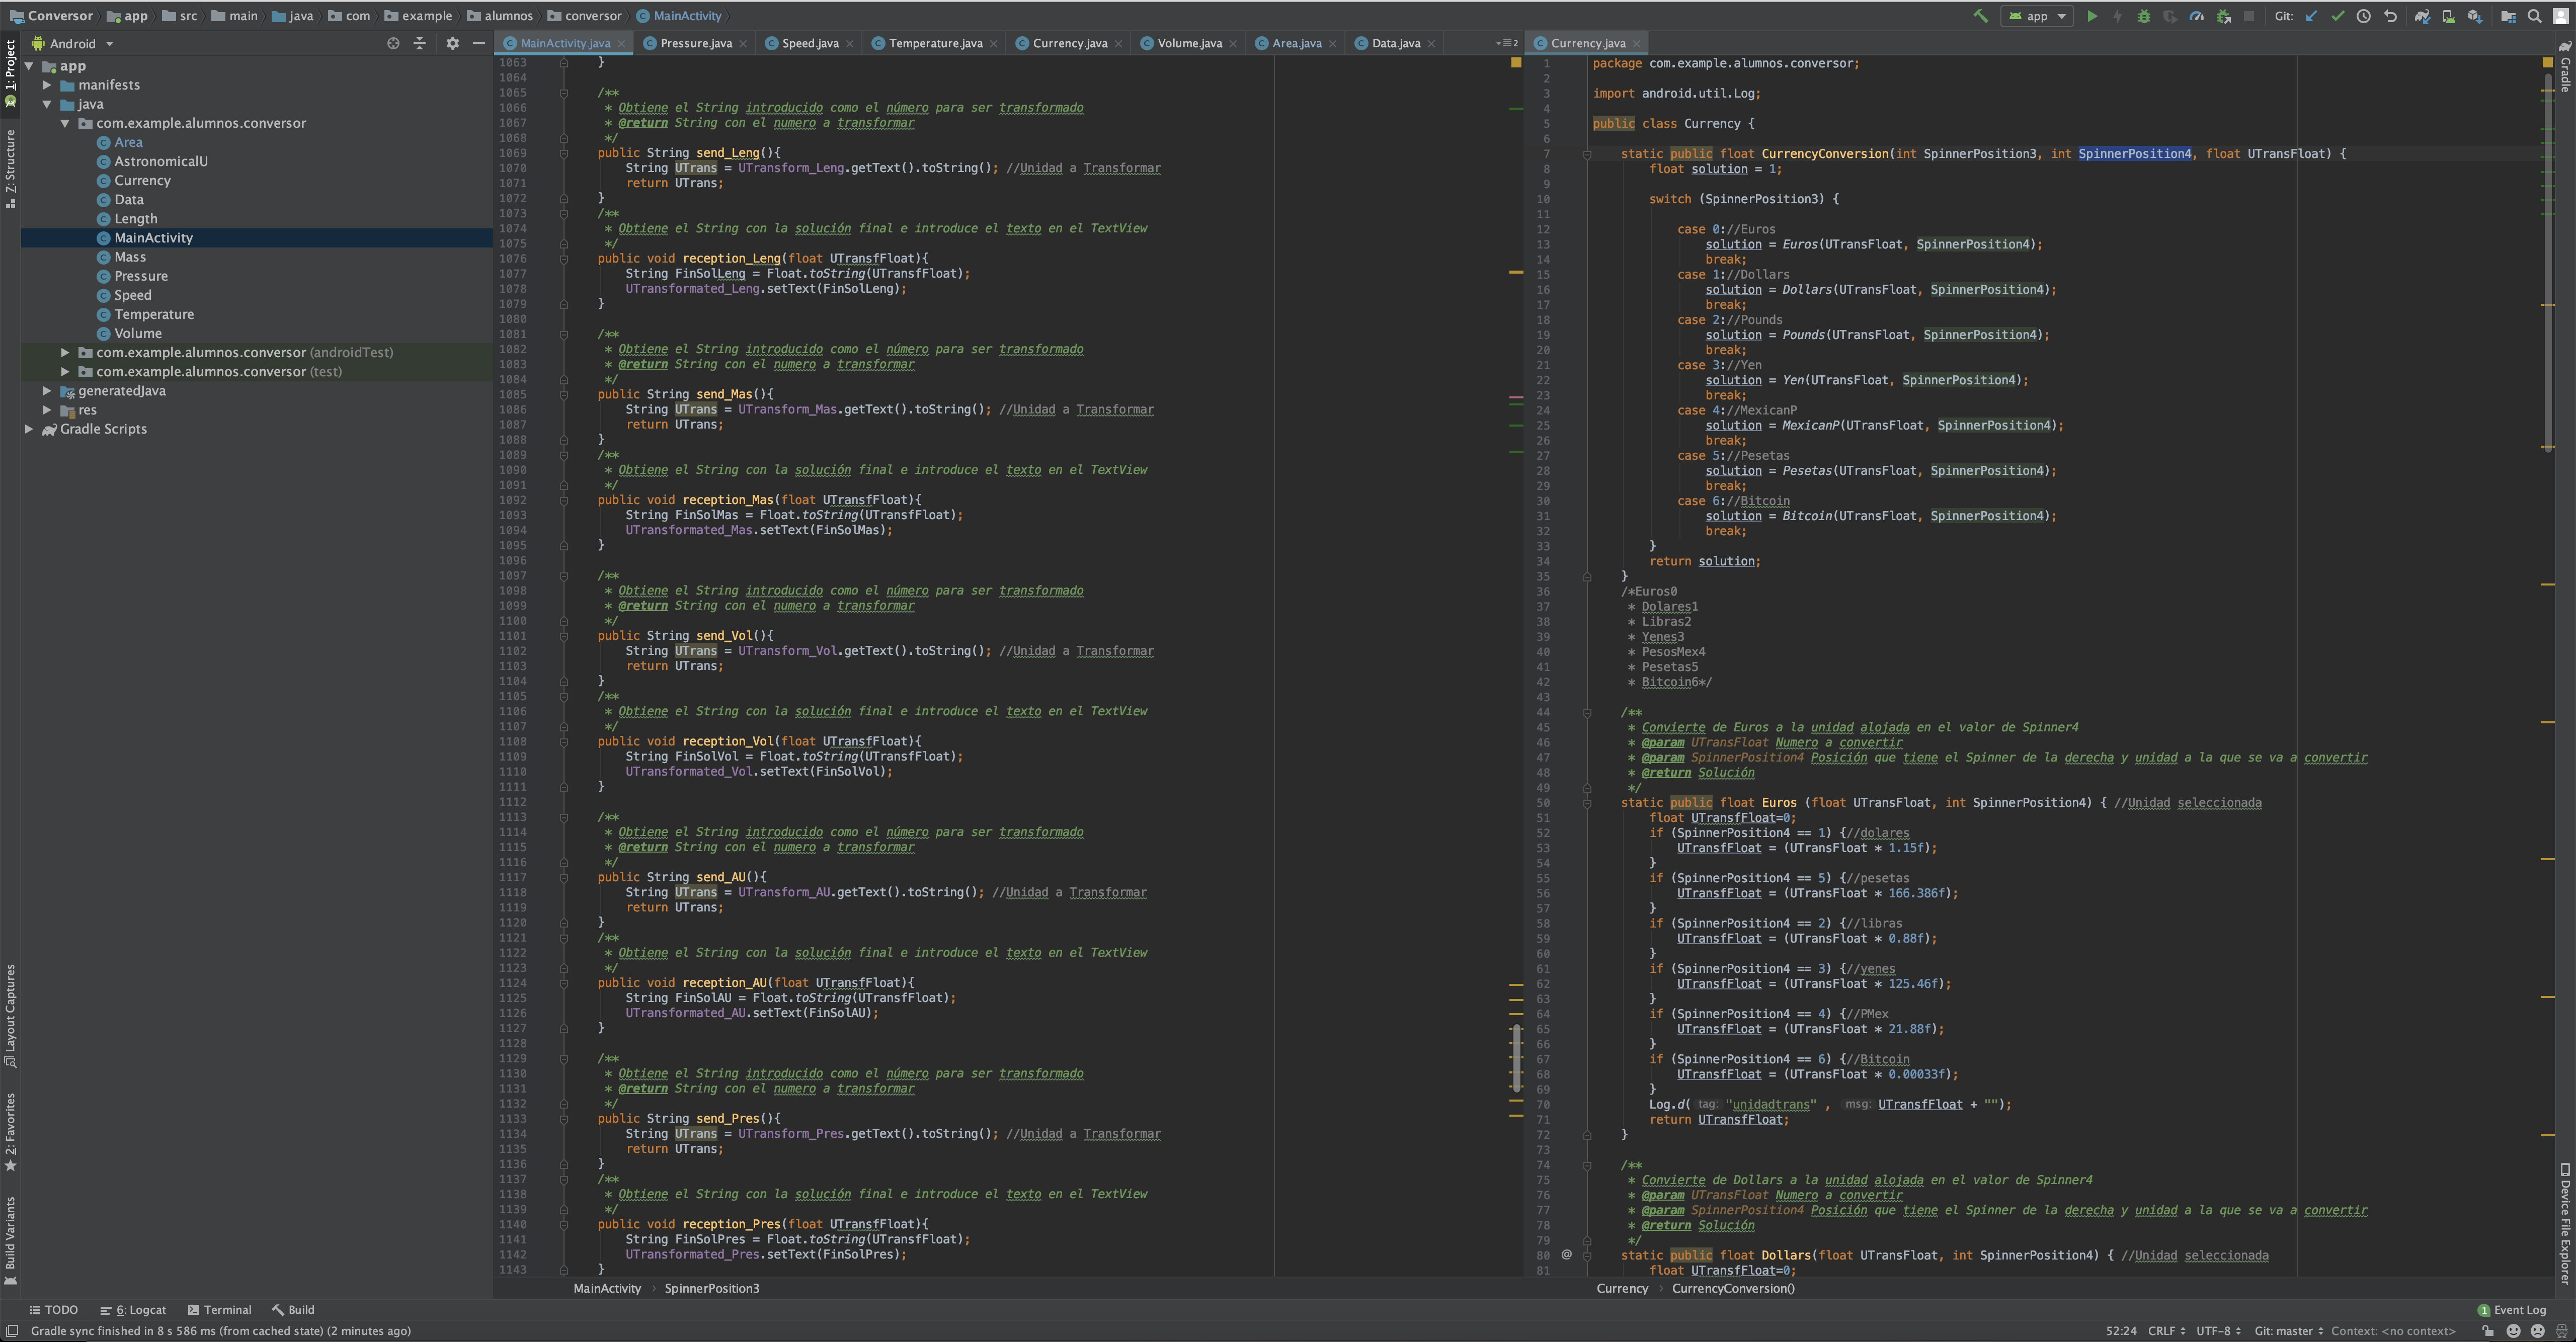 Conversor app src main java com example alumnos conversor MainActivity
app Git:
Android
MainActivity.java Pressure.java Speed.java Temperature.java Currency.java Volume.java Area.java Data.java 2
Currency.java
1: Project
Z: Structure
Layout Captures
2: Favorites
Build Variants
app
manifests
java
com.example.alumnos.conversor
Area
AstronomicalU
Currency
Data
Length
MainActivity
Mass
Pressure
Speed
Temperature
Volume
com.example.alumnos.conversor (androidTest)
com.example.alumnos.conversor (test)
generatedJava
res
Gradle Scripts
1063 }
1064
1065 /**
1066 * Obtiene el String introducido como el número para ser transformado
1067 * @return String con el numero a transformar
1068 */
1069 public String send_Leng(){
1070 String UTrans = UTransform_Leng.getText().toString(); //Unidad a Transformar
1071 return UTrans;
1072 }
1073 /**
1074 * Obtiene el String con la solución final e introduce el texto en el TextView
1075 */
1076 public void reception_Leng(float UTransfFloat){
1077 String FinSolLeng = Float.toString(UTransfFloat);
1078 UTransformated_Leng.setText(FinSolLeng);
1079 }
1080
1081 /**
1082 * Obtiene el String introducido como el número para ser transformado
1083 * @return String con el numero a transformar
1084 */
1085 public String send_Mas(){
1086 String UTrans = UTransform_Mas.getText().toString(); //Unidad a Transformar
1087 return UTrans;
1088 }
1089 /**
1090 * Obtiene el String con la solución final e introduce el texto en el TextView
1091 */
1092 public void reception_Mas(float UTransfFloat){
1093 String FinSolMas = Float.toString(UTransfFloat);
1094 UTransformated_Mas.setText(FinSolMas);
1095 }
1096
1097 /**
1098 * Obtiene el String introducido como el número para ser transformado
1099 * @return String con el numero a transformar
1100 */
1101 public String send_Vol(){
1102 String UTrans = UTransform_Vol.getText().toString(); //Unidad a Transformar
1103 return UTrans;
1104 }
1105 /**
1106 * Obtiene el String con la solución final e introduce el texto en el TextView
1107 */
1108 public void reception_Vol(float UTransfFloat){
1109 String FinSolVol = Float.toString(UTransfFloat);
1110 UTransformated_Vol.setText(FinSolVol);
1111 }
1112
1113 /**
1114 * Obtiene el String introducido como el número para ser transformado
1115 * @return String con el numero a transformar
1116 */
1117 public String send_AU(){
1118 String UTrans = UTransform_AU.getText().toString(); //Unidad a Transformar
1119 return UTrans;
1120 }
1121 /**
1122 * Obtiene el String con la solución final e introduce el texto en el TextView
1123 */
1124 public void reception_AU(float UTransfFloat){
1125 String FinSolAU = Float.toString(UTransfFloat);
1126 UTransformated_AU.setText(FinSolAU);
1127 }
1128
1129 /**
1130 * Obtiene el String introducido como el número para ser transformado
1131 * @return String con el numero a transformar
1132 */
1133 public String send_Pres(){
1134 String UTrans = UTransform_Pres.getText().toString(); //Unidad a Transformar
1135 return UTrans;
1136 }
1137 /**
1138 * Obtiene el String con la solución final e introduce el texto en el TextView
1139 */
1140 public void reception_Pres(float UTransfFloat){
1141 String FinSolPres = Float.toString(UTransfFloat);
1142 UTransformated_Pres.setText(FinSolPres);
1143 }
MainActivity SpinnerPosition3
1 package com.example.alumnos.conversor;
2
3 import android.util.Log;
4
5 public class Currency {
6
7 static public float CurrencyConversion(int SpinnerPosition3, int SpinnerPosition4, float UTransFloat) {
8 float solution = 1;
9
10 switch (SpinnerPosition3) {
11
12 case 0://Euros
13 solution = Euros(UTransFloat, SpinnerPosition4);
14 break;
15 case 1://Dollars
16 solution = Dollars(UTransFloat, SpinnerPosition4);
17 break;
18 case 2://Pounds
19 solution = Pounds(UTransFloat, SpinnerPosition4);
20 break;
21 case 3://Yen
22 solution = Yen(UTransFloat, SpinnerPosition4);
23 break;
24 case 4://MexicanP
25 solution = MexicanP(UTransFloat, SpinnerPosition4);
26 break;
27 case 5://Pesetas
28 solution = Pesetas(UTransFloat, SpinnerPosition4);
29 break;
30 case 6://Bitcoin
31 solution = Bitcoin(UTransFloat, SpinnerPosition4);
32 break;
33 }
34 return solution;
35 }
36 /*Euros0
37 * Dolares1
38 * Libras2
39 * Yenes3
40 * PesosMex4
41 * Pesetas5
42 * Bitcoin6*/
43
44 /**
45 * Convierte de Euros a la unidad alojada en el valor de Spinner4
46 * @param UTransFloat Numero a convertir
47 * @param SpinnerPosition4 Posición que tiene el Spinner de la derecha y unidad a la que se va a convertir
48 * @return Solución
49 */
50 static public float Euros (float UTransFloat, int SpinnerPosition4) { //Unidad seleccionada
51 float UTransfFloat=0;
52 if (SpinnerPosition4 == 1) {//dolares
53 UTransfFloat = (UTransFloat * 1.15f);
54 }
55 if (SpinnerPosition4 == 5) {//pesetas
56 UTransfFloat = (UTransFloat * 166.386f);
57 }
58 if (SpinnerPosition4 == 2) {//libras
59 UTransfFloat = (UTransFloat * 0.88f);
60 }
61 if (SpinnerPosition4 == 3) {//yenes
62 UTransfFloat = (UTransFloat * 125.46f);
63 }
64 if (SpinnerPosition4 == 4) {//PMex
65 UTransfFloat = (UTransFloat * 21.88f);
66 }
67 if (SpinnerPosition4 == 6) {//Bitcoin
68 UTransfFloat = (UTransFloat * 0.00033f);
69 }
70 Log.d( tag: "unidadtrans" , msg: UTransfFloat + "");
71 return UTransfFloat;
72 }
73
74 /**
75 * Convierte de Dollars a la unidad alojada en el valor de Spinner4
76 * @param UTransFloat Numero a convertir
77 * @param SpinnerPosition4 Posición que tiene el Spinner de la derecha y unidad a la que se va a convertir
78 * @return Solución
79 */
80 @ static public float Dollars(float UTransFloat, int SpinnerPosition4) { //Unidad seleccionada
81 float UTransfFloat=0;
Currency CurrencyConversion()
Gradle
Device File Explorer
TODO 6: Logcat Terminal Build
1 Event Log
Gradle sync finished in 8 s 586 ms (from cached state) (2 minutes ago)
52:24 CRLF UTF-8 Git: master Context: <no context>